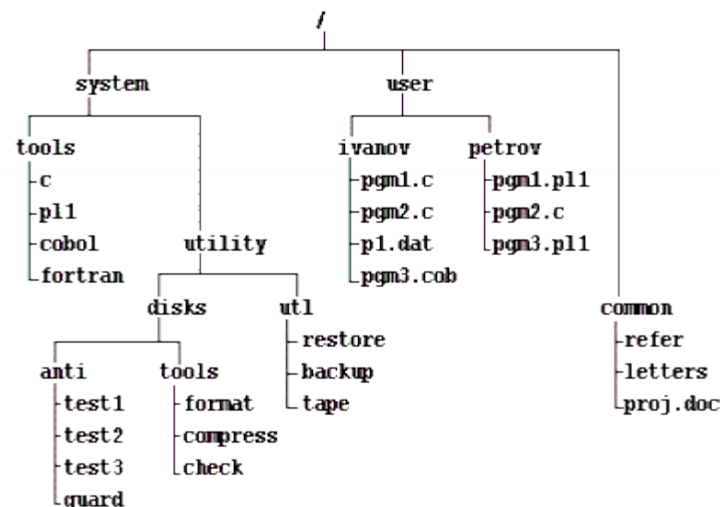 /
system user
tools ivanov petrov
c pgm1.c pgm1.pl1
pl1 pgm2.c pgm2.c
cobol utility p1.dat pgm3.pl1
fortran pgm3.cob
disks utl common
restore refer
anti tools backup letters
test1 format tape proj.doc
test2 compress
test3 check
guard